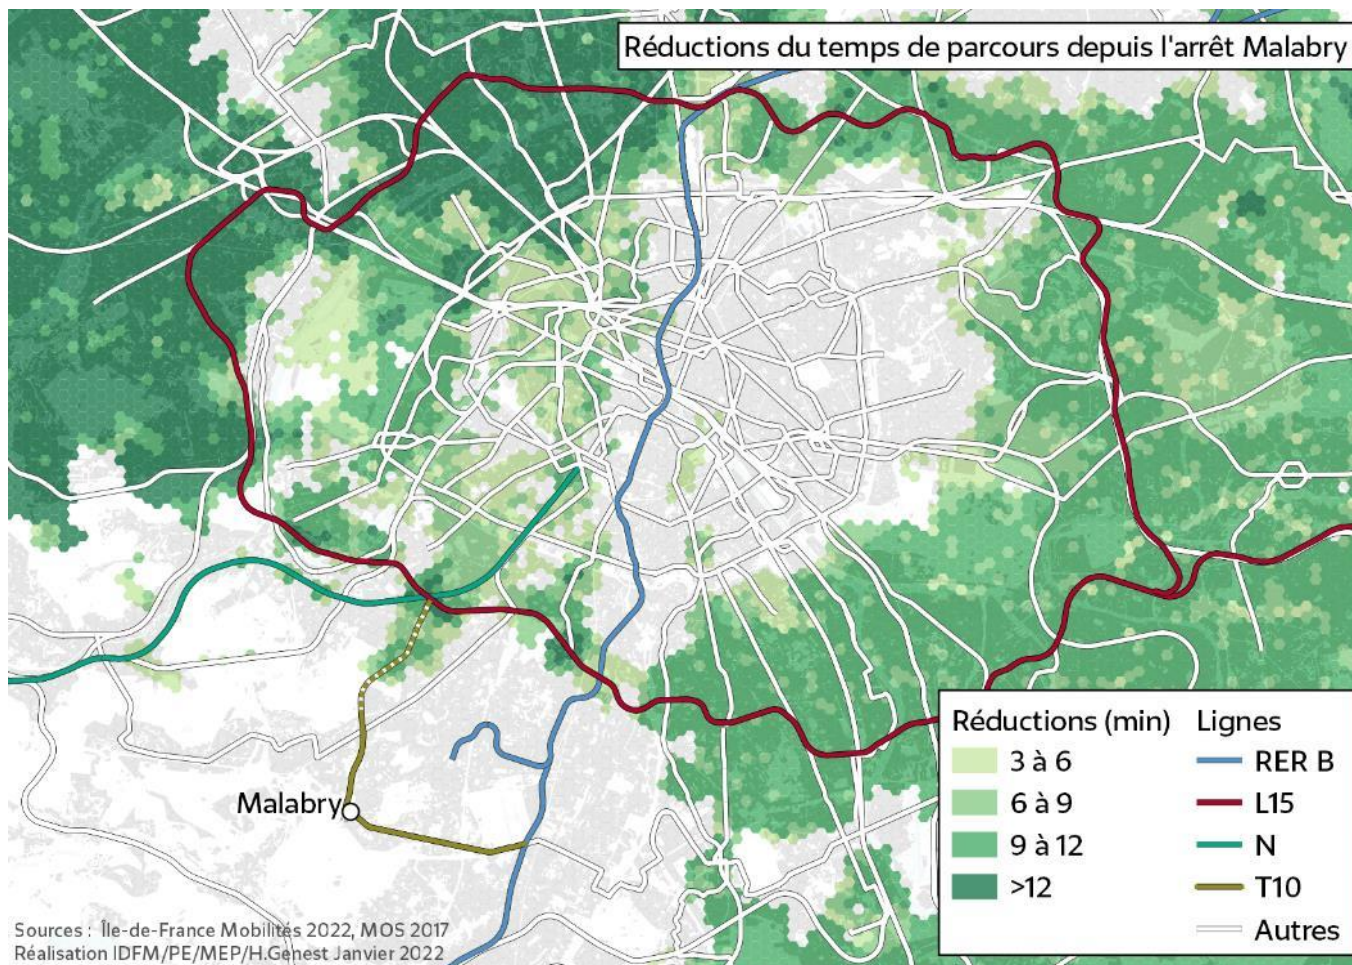 Réductions du temps de parcours depuis l'arrêt Malabry
Malabry
Réductions (min)
3 à 6
6 à 9
9 à 12
>12
Lignes
RER B
L15
N
T10
Autres
Sources : Île-de-France Mobilités 2022, MOS 2017
Réalisation IDFM/PE/MEP/H.Genest Janvier 2022